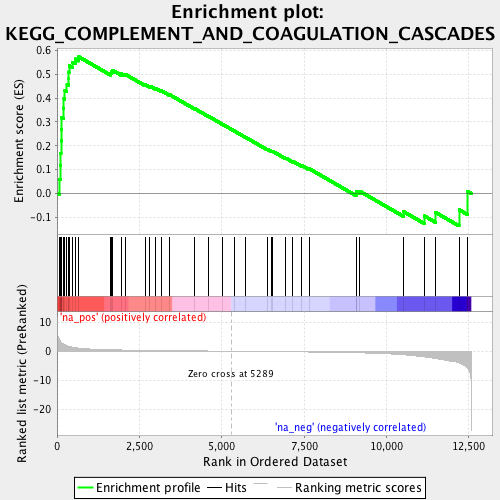 Enrichment plot:
KEGG_COMPLEMENT_AND_COAGULATION_CASCADES
Enrichment score (ES)
0.6
0.5
0.4
0.3
0.2
0.1
0.0
-0.1
'na_pos' (positively correlated)
Ranked list metric (PreRanked)
10
5
0
-5
-10
-15
-20
Zero cross at 5289
'na_neg' (negatively correlated)
0
2,500
5,000
7,500
10,000
12,500
Rank in Ordered Dataset
Enrichment profile
Hits
Ranking metric scores